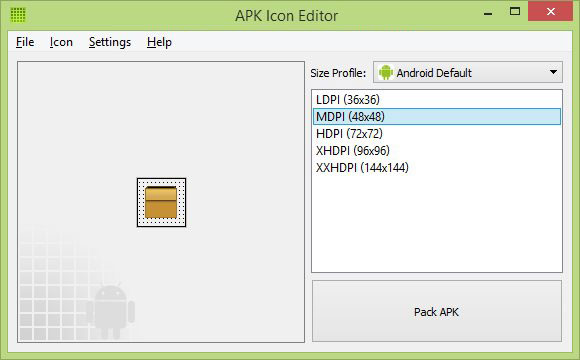 APK Icon Editor
File Icon Settings Help
Size Profile: Android Default
LDPI (36x36)
MDPI (48x48)
HDPI (72x72)
XHDPI (96x96)
XXHDPI (144x144)
Pack APK